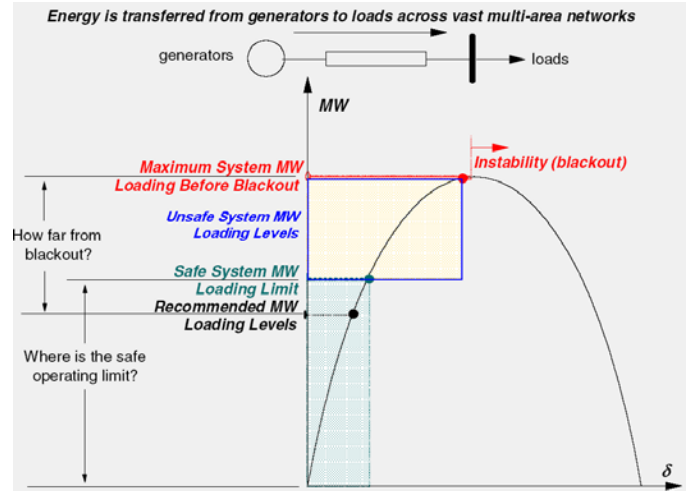 Energy is transferred from generators to loads across vast multi-area networks
generators
loads
MW
Maximum System MW
Loading Before Blackout
Instability (blackout)
Unsafe System MW
Loading Levels
How far from
blackout?
Safe System MW
Loading Limit
Recommended MW
Loading Levels
Where is the safe
operating limit?
δ